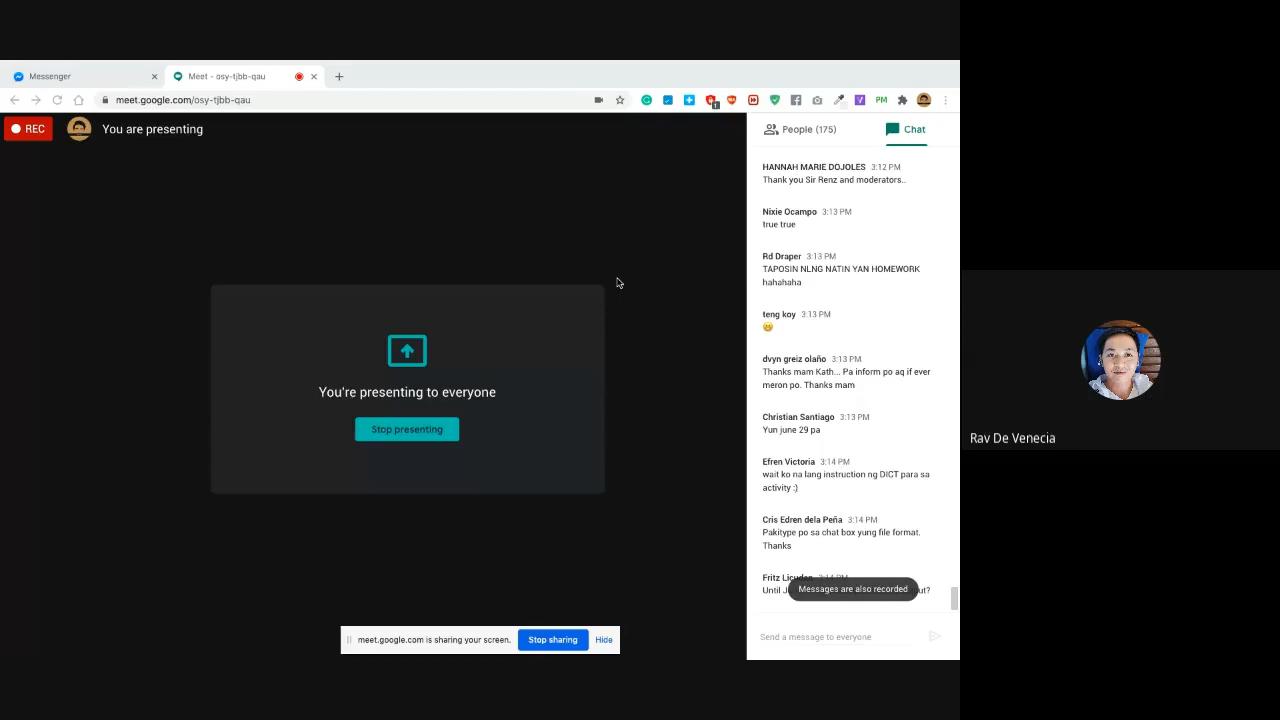 Messenger
Meet - osy-tjbb-qau
meet.google.com/osy-tjbb-qau
1
PM
REC
You are presenting
People (175)
Chat
HANNAH MARIE DOJOLES 3:12 PM
Thank you Sir Renz and moderators..
Nixie Ocampo 3:13 PM
true true
Rd Draper 3:13 PM
TAPOSIN NLNG NATIN YAN HOMEWORK
hahahaha
teng koy 3:13 PM
dvyn greiz olaño 3:13 PM
Thanks mam Kath... Pa inform po aq if ever
meron po. Thanks mam
Christian Santiago 3:13 PM
Yun june 29 pa
Efren Victoria 3:14 PM
wait ko na lang instruction ng DICT para sa
activity :)
Cris Edren dela Peña 3:14 PM
Pakitype po sa chat box yung file format.
Thanks
Fritz 3:14 PM
Until
Messages are also recorded
Send a message to everyone
You're presenting to everyone
Stop presenting
meet.google.com is sharing your screen.
Stop sharing
Hide
Rav De Venecia